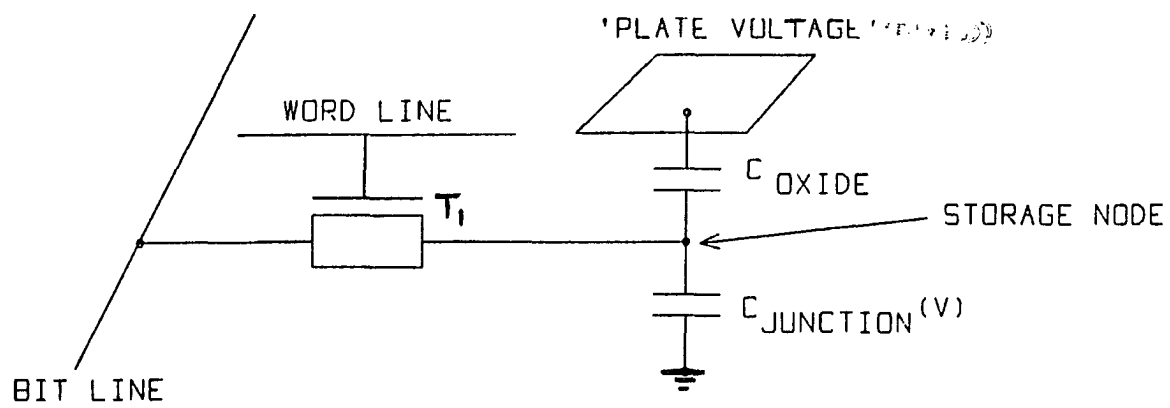 'PLATE VOLTAGE'
WORD LINE
C OXIDE
T1
STORAGE NODE
C JUNCTION (V)
BIT LINE